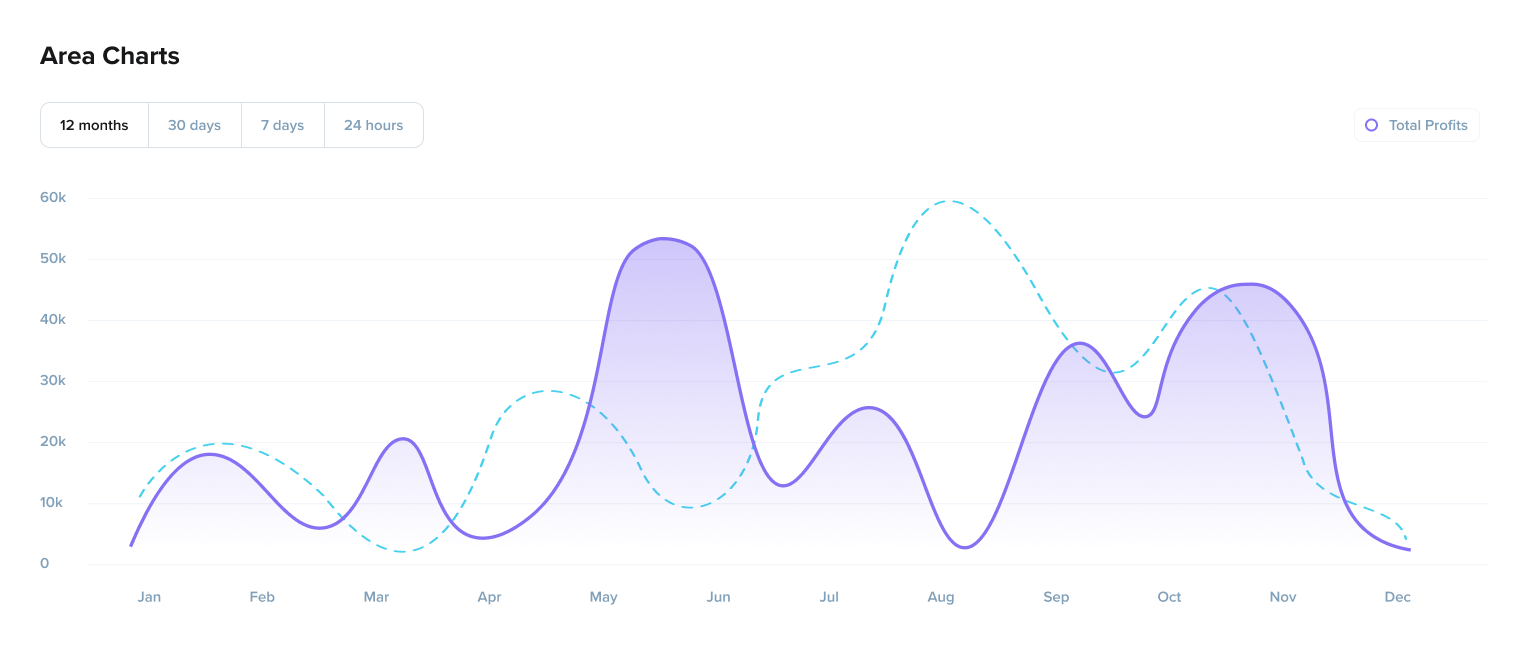 Area Charts
12 months 30 days 7 days 24 hours
Total Profits
60k
50k
40k
30k
20k
10k
0
Jan Feb Mar Apr May Jun Jul Aug Sep Oct Nov Dec